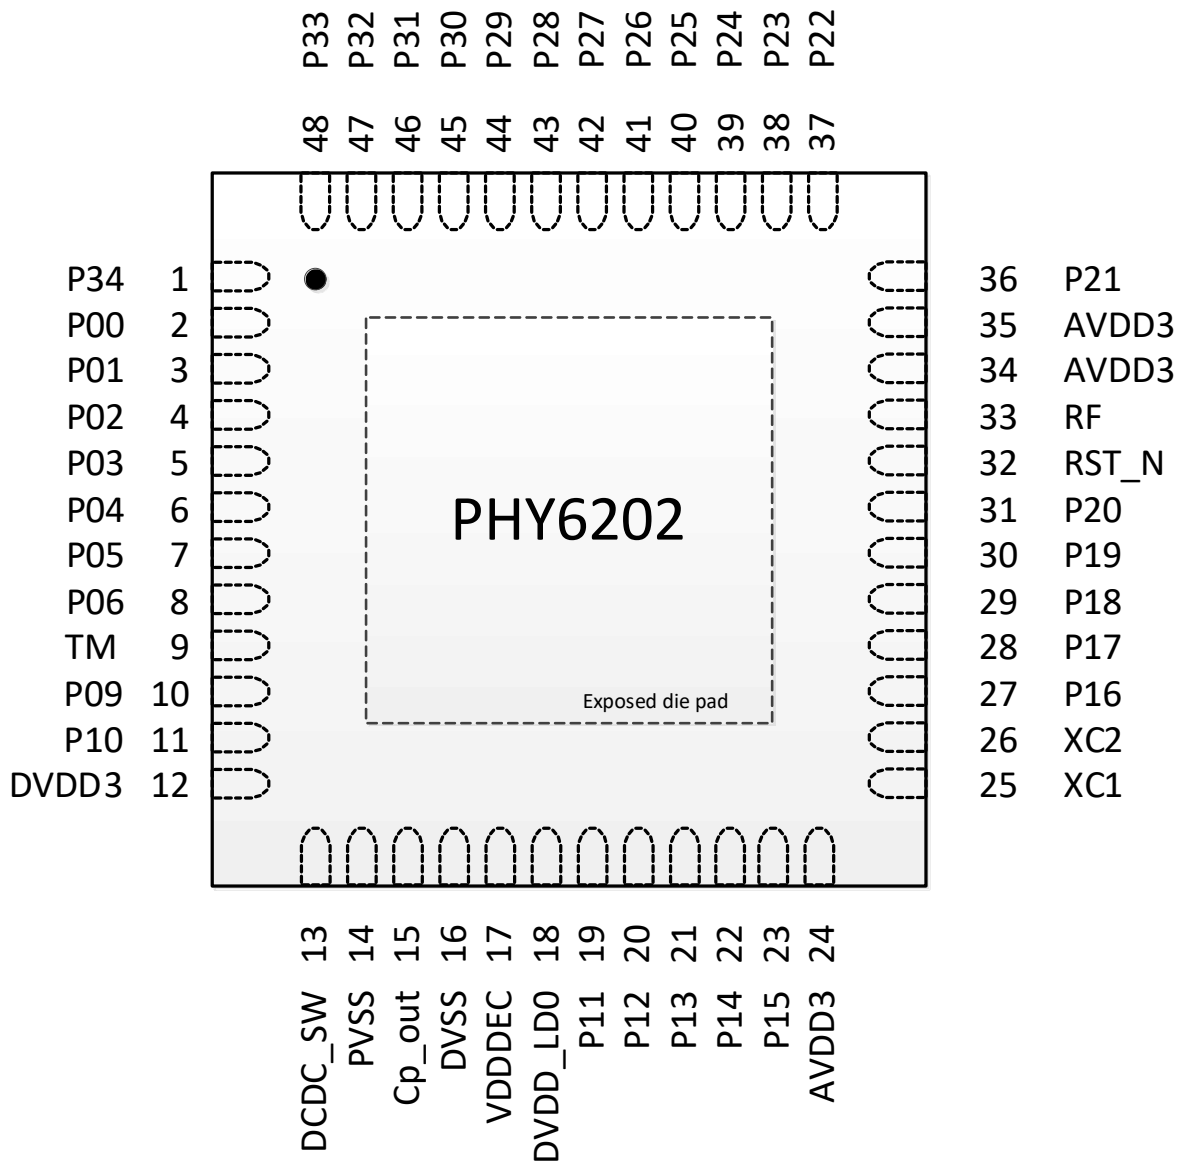 P33 P32 P31 P30 P29 P28 P27 P26 P25 P24 P23 P22
48 47 46 45 44 43 42 41 40 39 38 37
P34 1
P00 2
P01 3
P02 4
P03 5
P04 6
P05 7
P06 8
TM 9
P09 10
P10 11
DVDD3 12
PHY6202
Exposed die pad
36 P21
35 AVDD3
34 AVDD3
33 RF
32 RST_N
31 P20
30 P19
29 P18
28 P17
27 P16
26 XC2
25 XC1
13 14 15 16 17 18 19 20 21 22 23 24
DCDC_SW PVSS Cp_out DVSS VDDDEC DVDD_LD0 P11 P12 P13 P14 P15 AVDD3